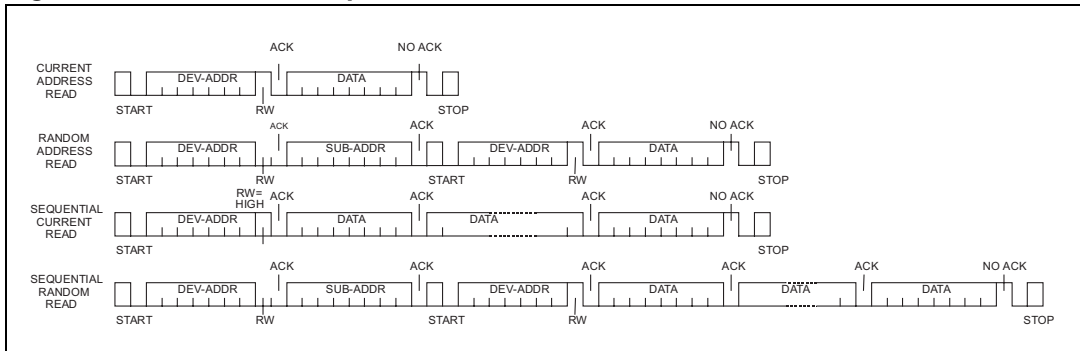 ACK NO ACK
CURRENT
ADDRESS
READ
DEV-ADDR DATA
START RW STOP
ACK ACK ACK NO ACK
RANDOM
ADDRESS
READ
DEV-ADDR SUB-ADDR DEV-ADDR DATA
START RW START RW STOP
RW=
HIGH
ACK ACK ACK NO ACK
SEQUENTIAL
CURRENT
READ
DEV-ADDR DATA DATA DATA
START STOP
ACK ACK ACK ACK ACK NO ACK
SEQUENTIAL
RANDOM
READ
DEV-ADDR SUB-ADDR DEV-ADDR DATA DATA DATA
START RW START RW STOP